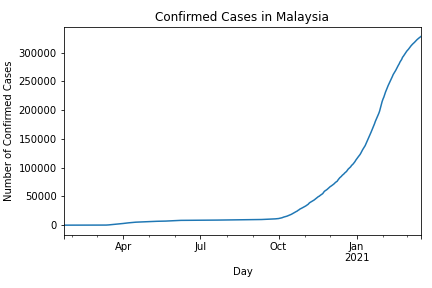 Confirmed Cases in Malaysia
Number of Confirmed Cases
300000
250000
200000
150000
100000
50000
0
Apr
Jul
Oct
Jan
2021
Day